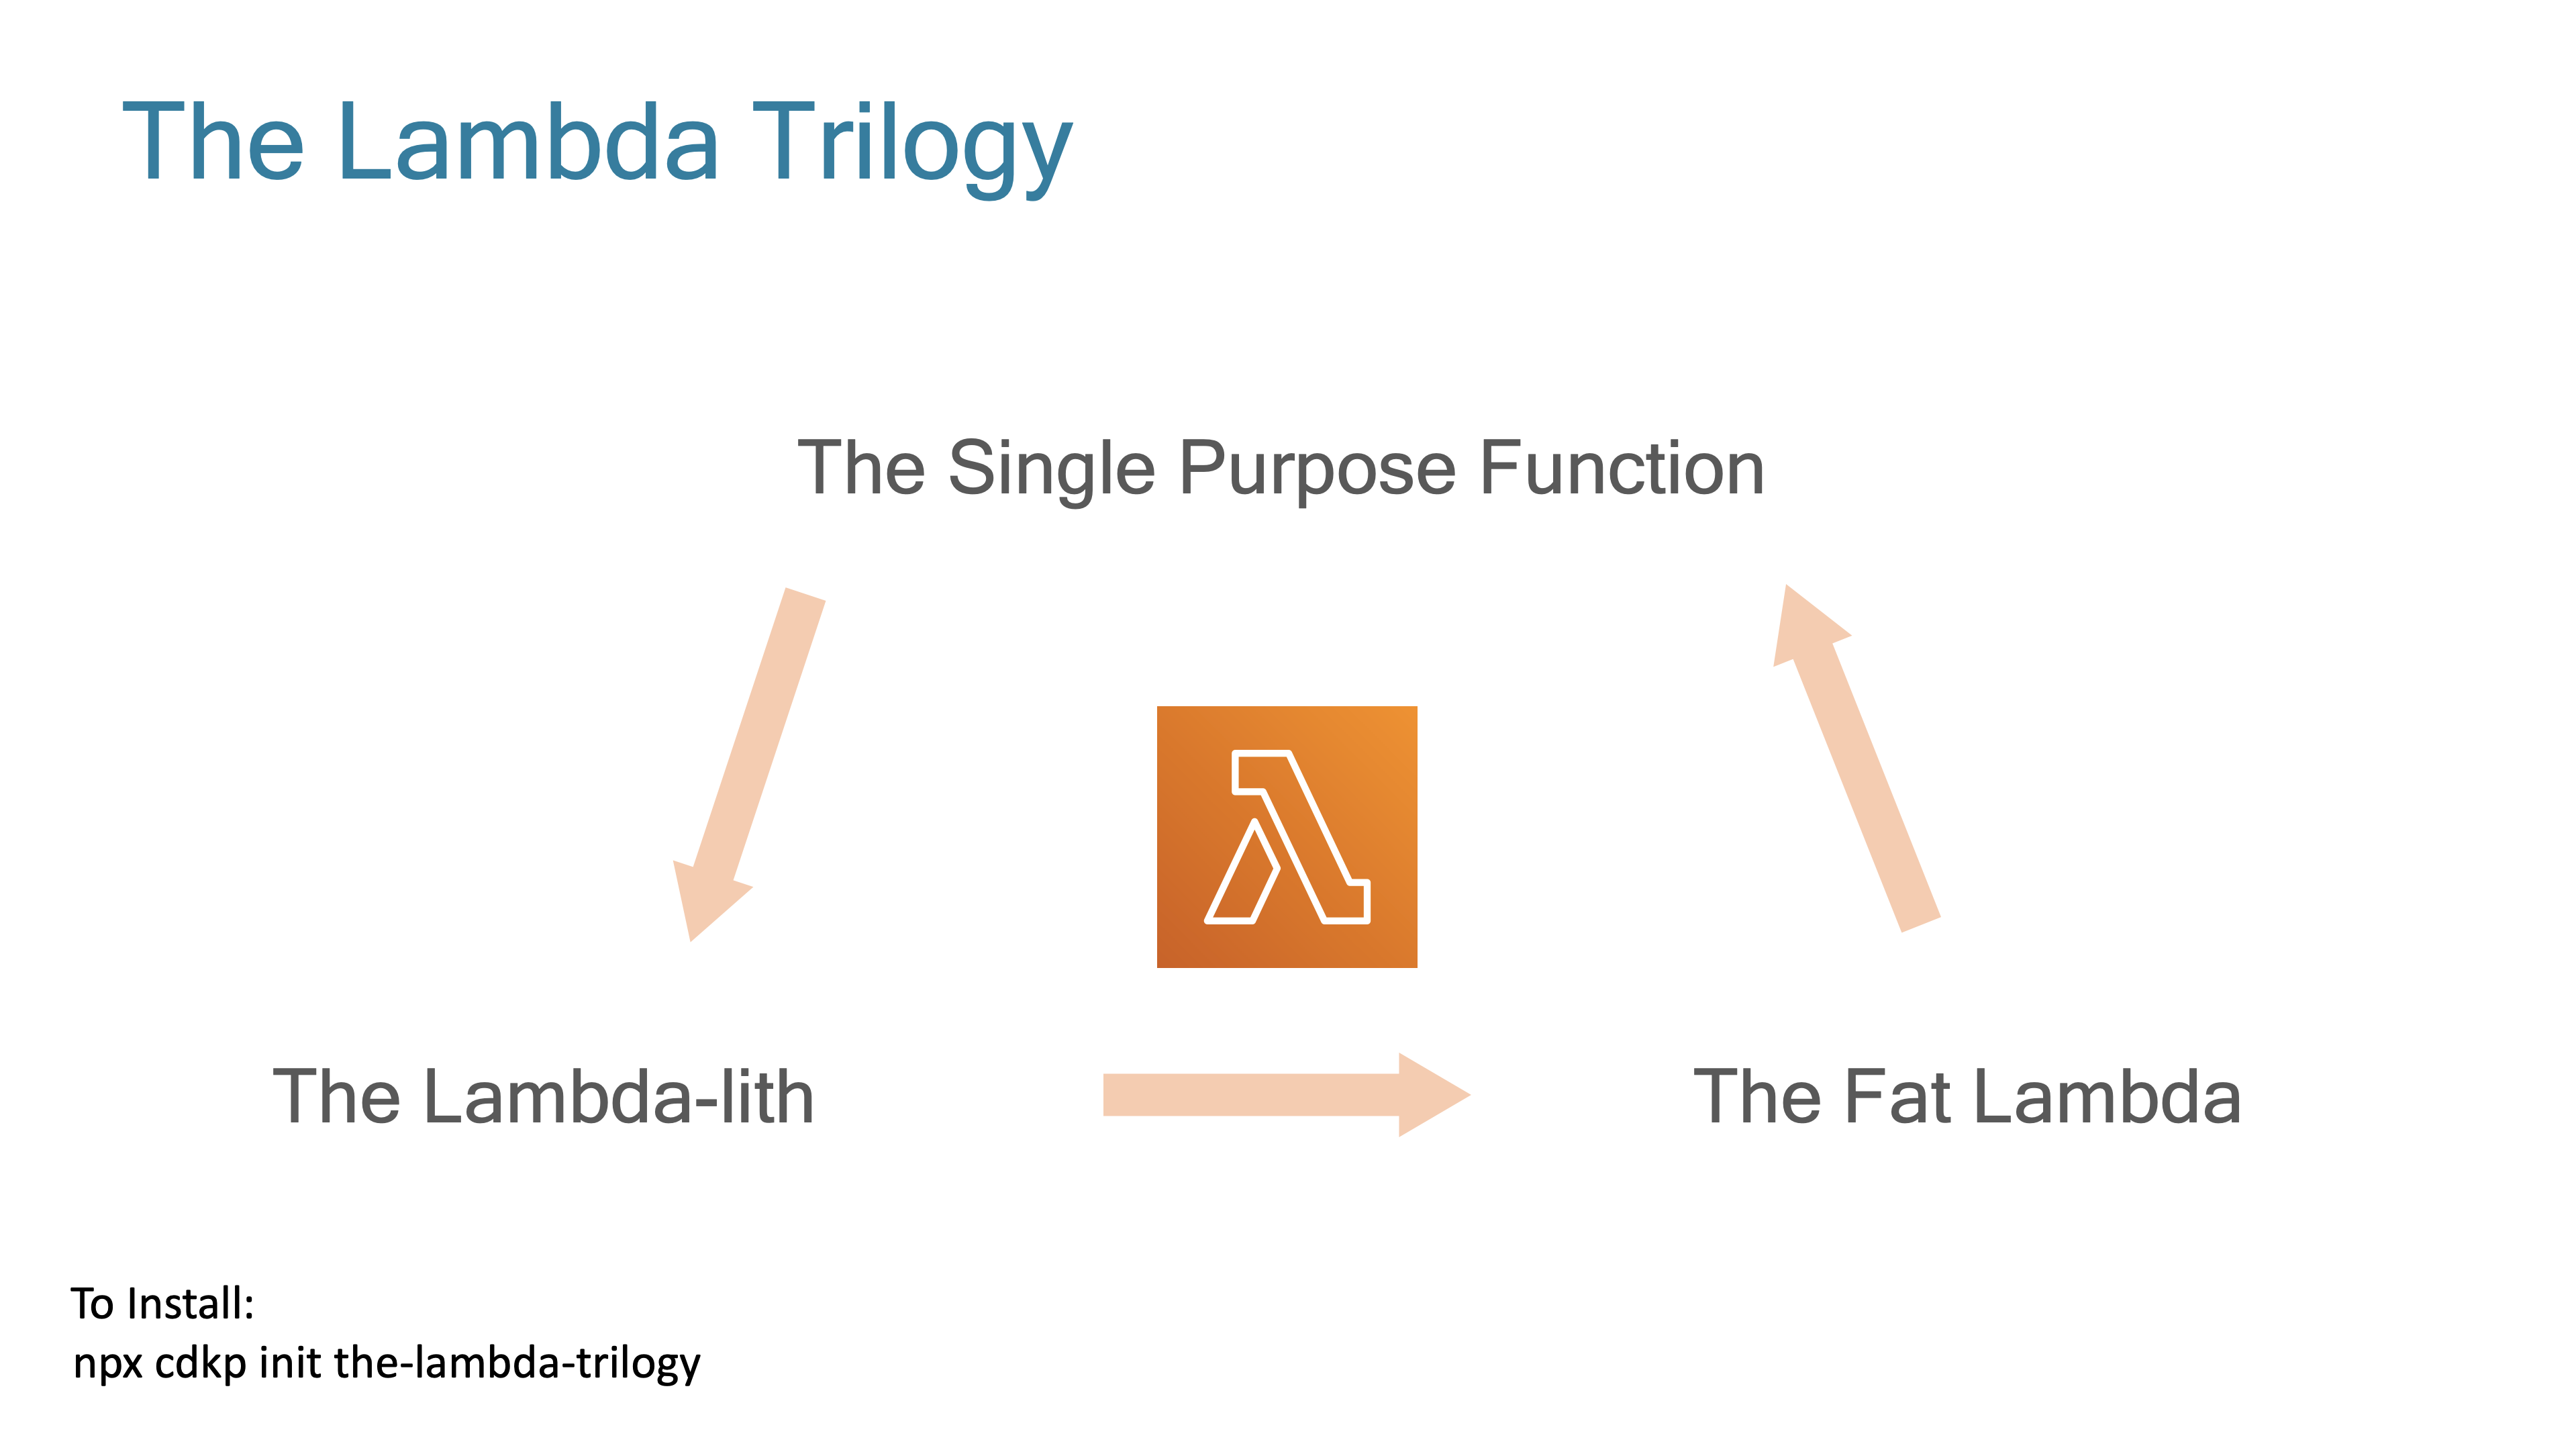 The Lambda Trilogy
The Single Purpose Function
The Lambda-lith
The Fat Lambda
To Install:
npx cdkp init the-lambda-trilogy